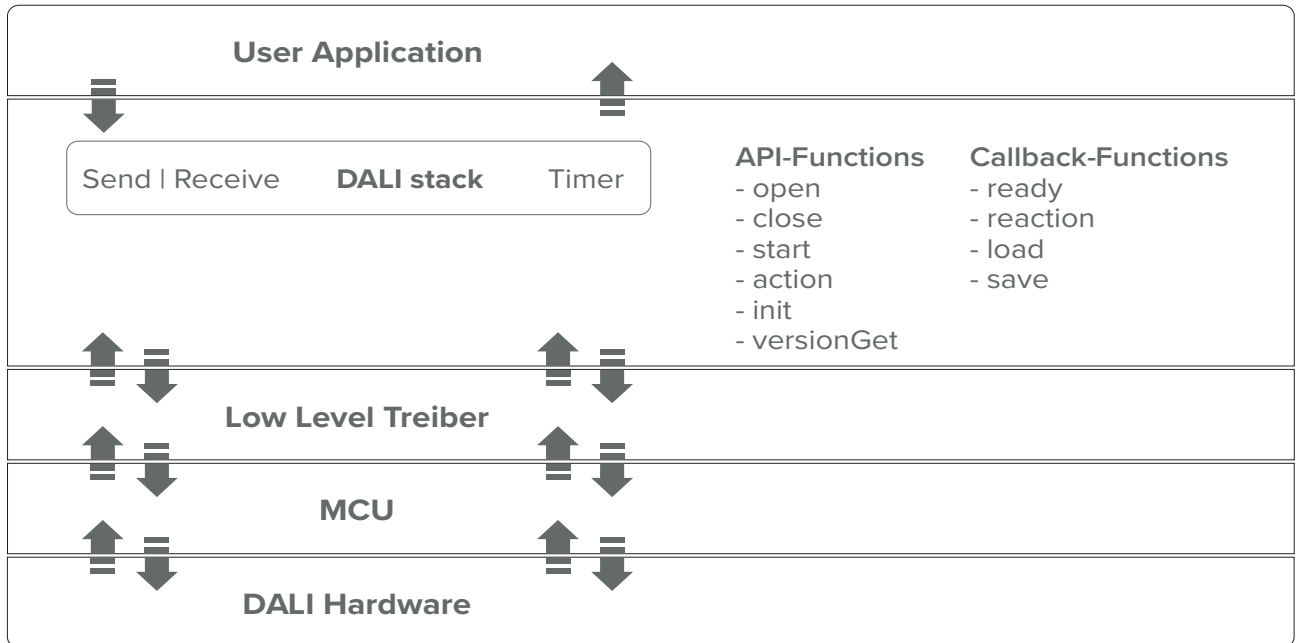 User Application
Send | Receive DALI stack Timer
API-Functions
- open
- close
- start
- action
- init
- versionGet
Callback-Functions
- ready
- reaction
- load
- save
Low Level Treiber
MCU
DALI Hardware